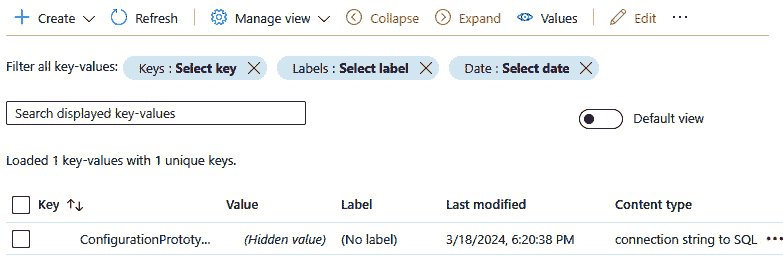 Create Refresh Manage view Collapse Expand Values Edit ...
Filter all key-values: Keys : Select key Labels : Select label Date : Select date
Search displayed key-values Default view
Loaded 1 key-values with 1 unique keys.
Key Value Label Last modified Content type
ConfigurationPrototy... (Hidden value) (No label) 3/18/2024, 6:20:38 PM connection string to SQL ...